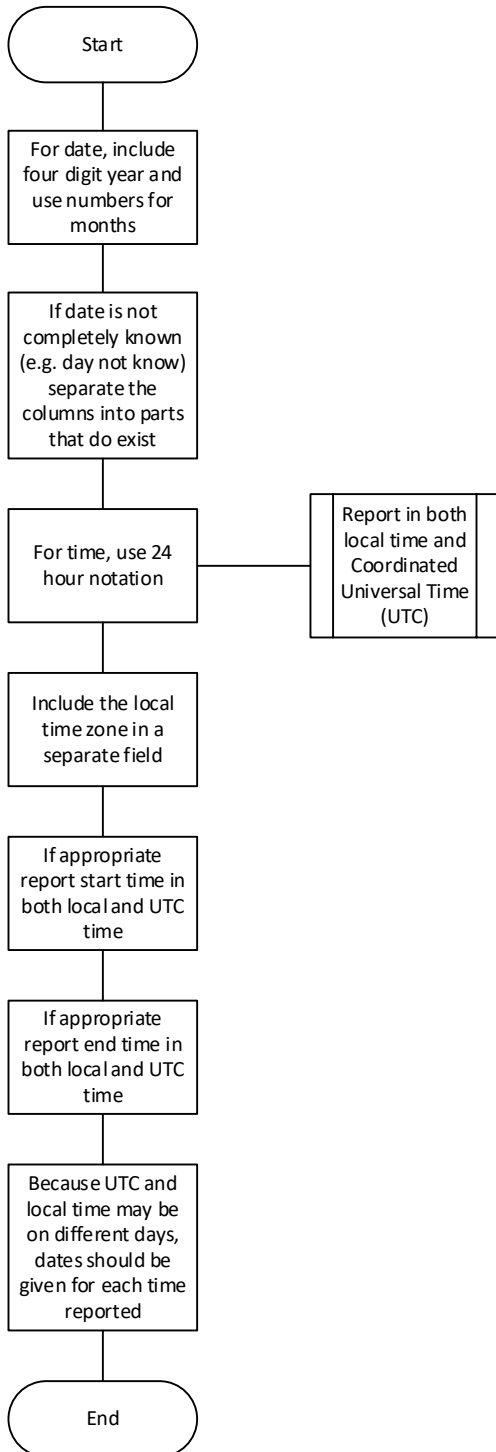 Start
For date, include
four digit year and
use numbers for
months
If date is not
completely known
(e.g. day not know)
separate the
columns into parts
that do exist
For time, use 24
hour notation
Report in both
local time and
Coordinated
Universal Time
(UTC)
Include the local
time zone in a
separate field
If appropriate
report start time in
both local and UTC
time
If appropriate
report end time in
both local and UTC
time
Because UTC and
local time may be
on different days,
dates should be
given for each time
reported
End